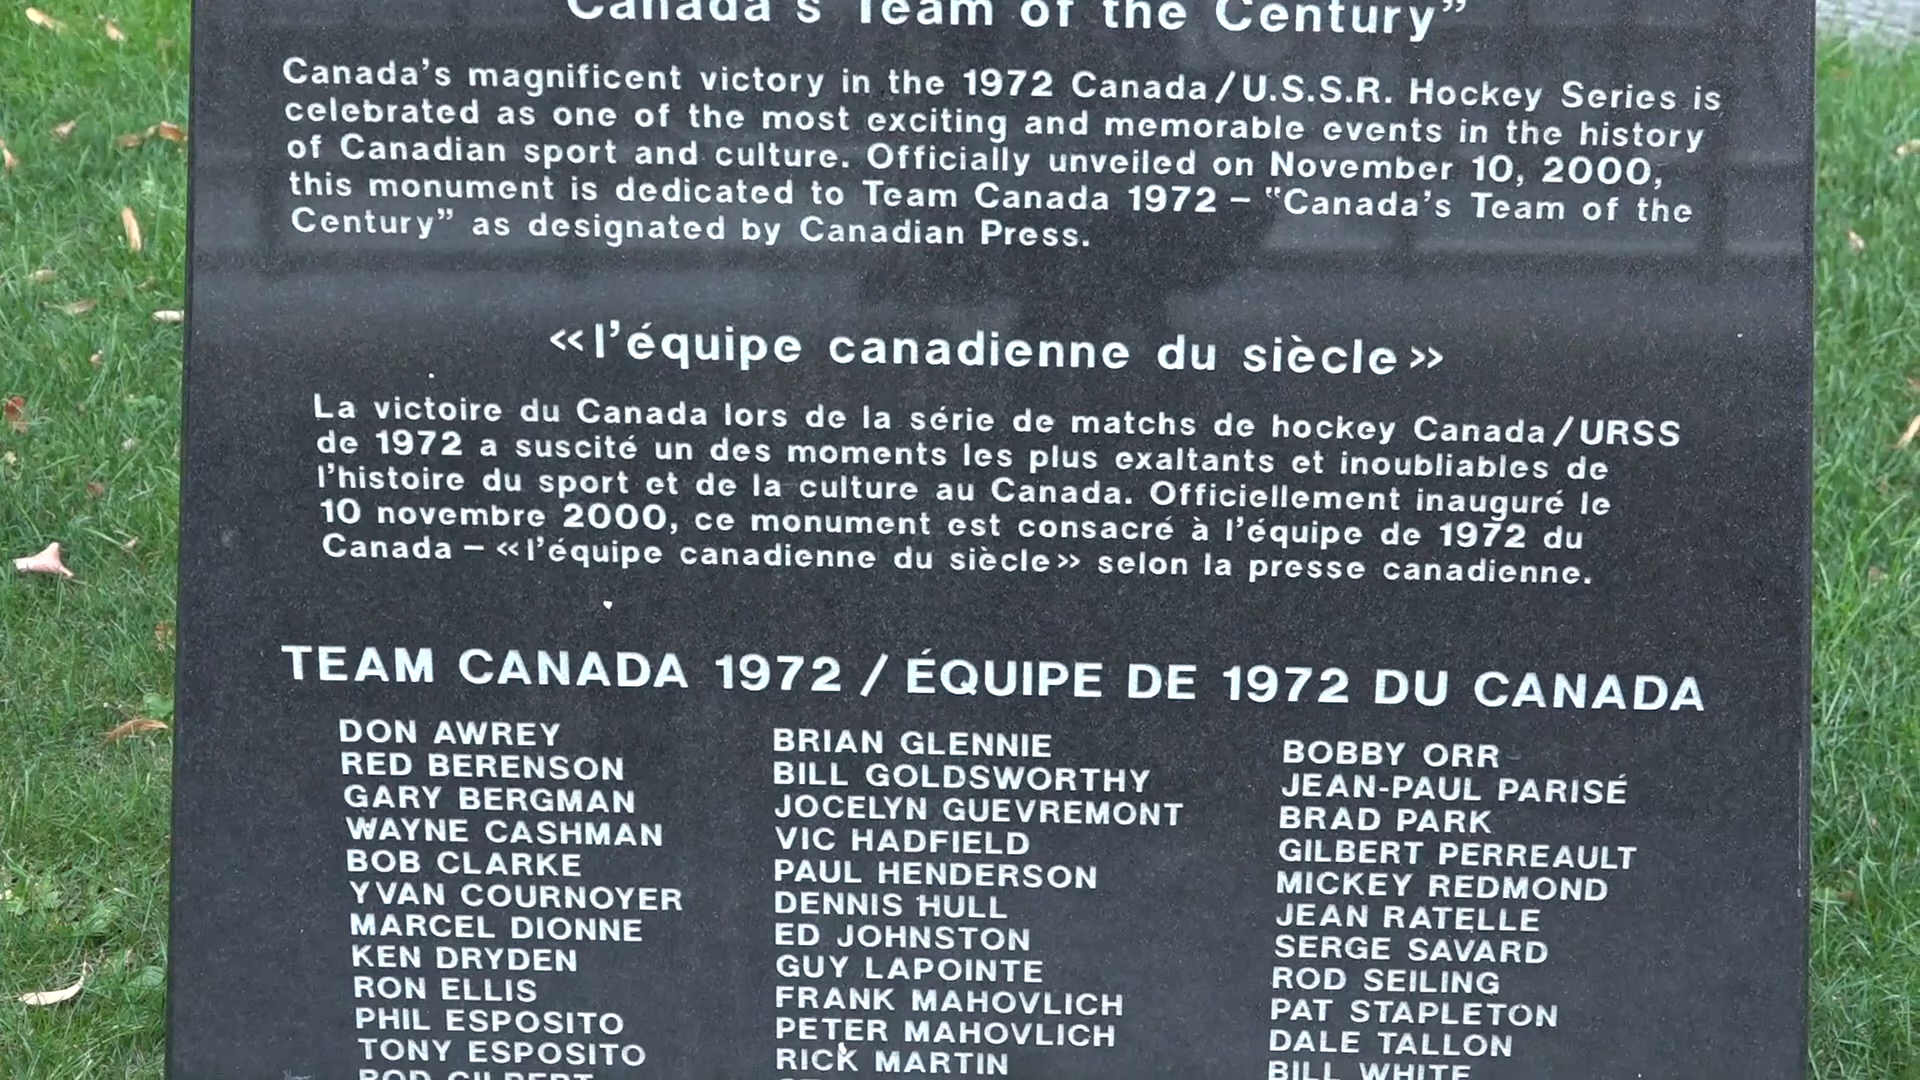 Canada's Team of the Century”
Canada's magnificent victory in the 1972 Canada/U.S.S.R. Hockey Series is
celebrated as one of the most exciting and memorable events in the history
of Canadian sport and culture. Officially unveiled on November 10, 2000,
this monument is dedicated to Team Canada 1972 – “Canada's Team of the
Century” as designated by Canadian Press.
«l'équipe canadienne du siècle»
La victoire du Canada lors de la série de matchs de hockey Canada/URSS
de 1972 a suscité un des moments les plus exaltants et inoubliables de
l'histoire du sport et de la culture au Canada. Officiellement inauguré le
10 novembre 2000, ce monument est consacré à l'équipe de 1972 du
Canada – «l'équipe canadienne du siècle» selon la presse canadienne.
TEAM CANADA 1972 / ÉQUIPE DE 1972 DU CANADA
DON AWREY
RED BERENSON
GARY BERGMAN
WAYNE CASHMAN
BOB CLARKE
YVAN COURNOYER
MARCEL DIONNE
KEN DRYDEN
RON ELLIS
PHIL ESPOSITO
TONY ESPOSITO
ROD GILBERT
BRIAN GLENNIE
BILL GOLDSWORTHY
JOCELYN GUEVREMONT
VIC HADFIELD
PAUL HENDERSON
DENNIS HULL
ED JOHNSTON
GUY LAPOINTE
FRANK MAHOVLICH
PETER MAHOVLICH
RICK MARTIN
BOBBY ORR
JEAN-PAUL PARISÉ
BRAD PARK
GILBERT PERREAULT
MICKEY REDMOND
JEAN RATELLE
SERGE SAVARD
ROD SEILING
PAT STAPLETON
DALE TALLON
BILL WHITE